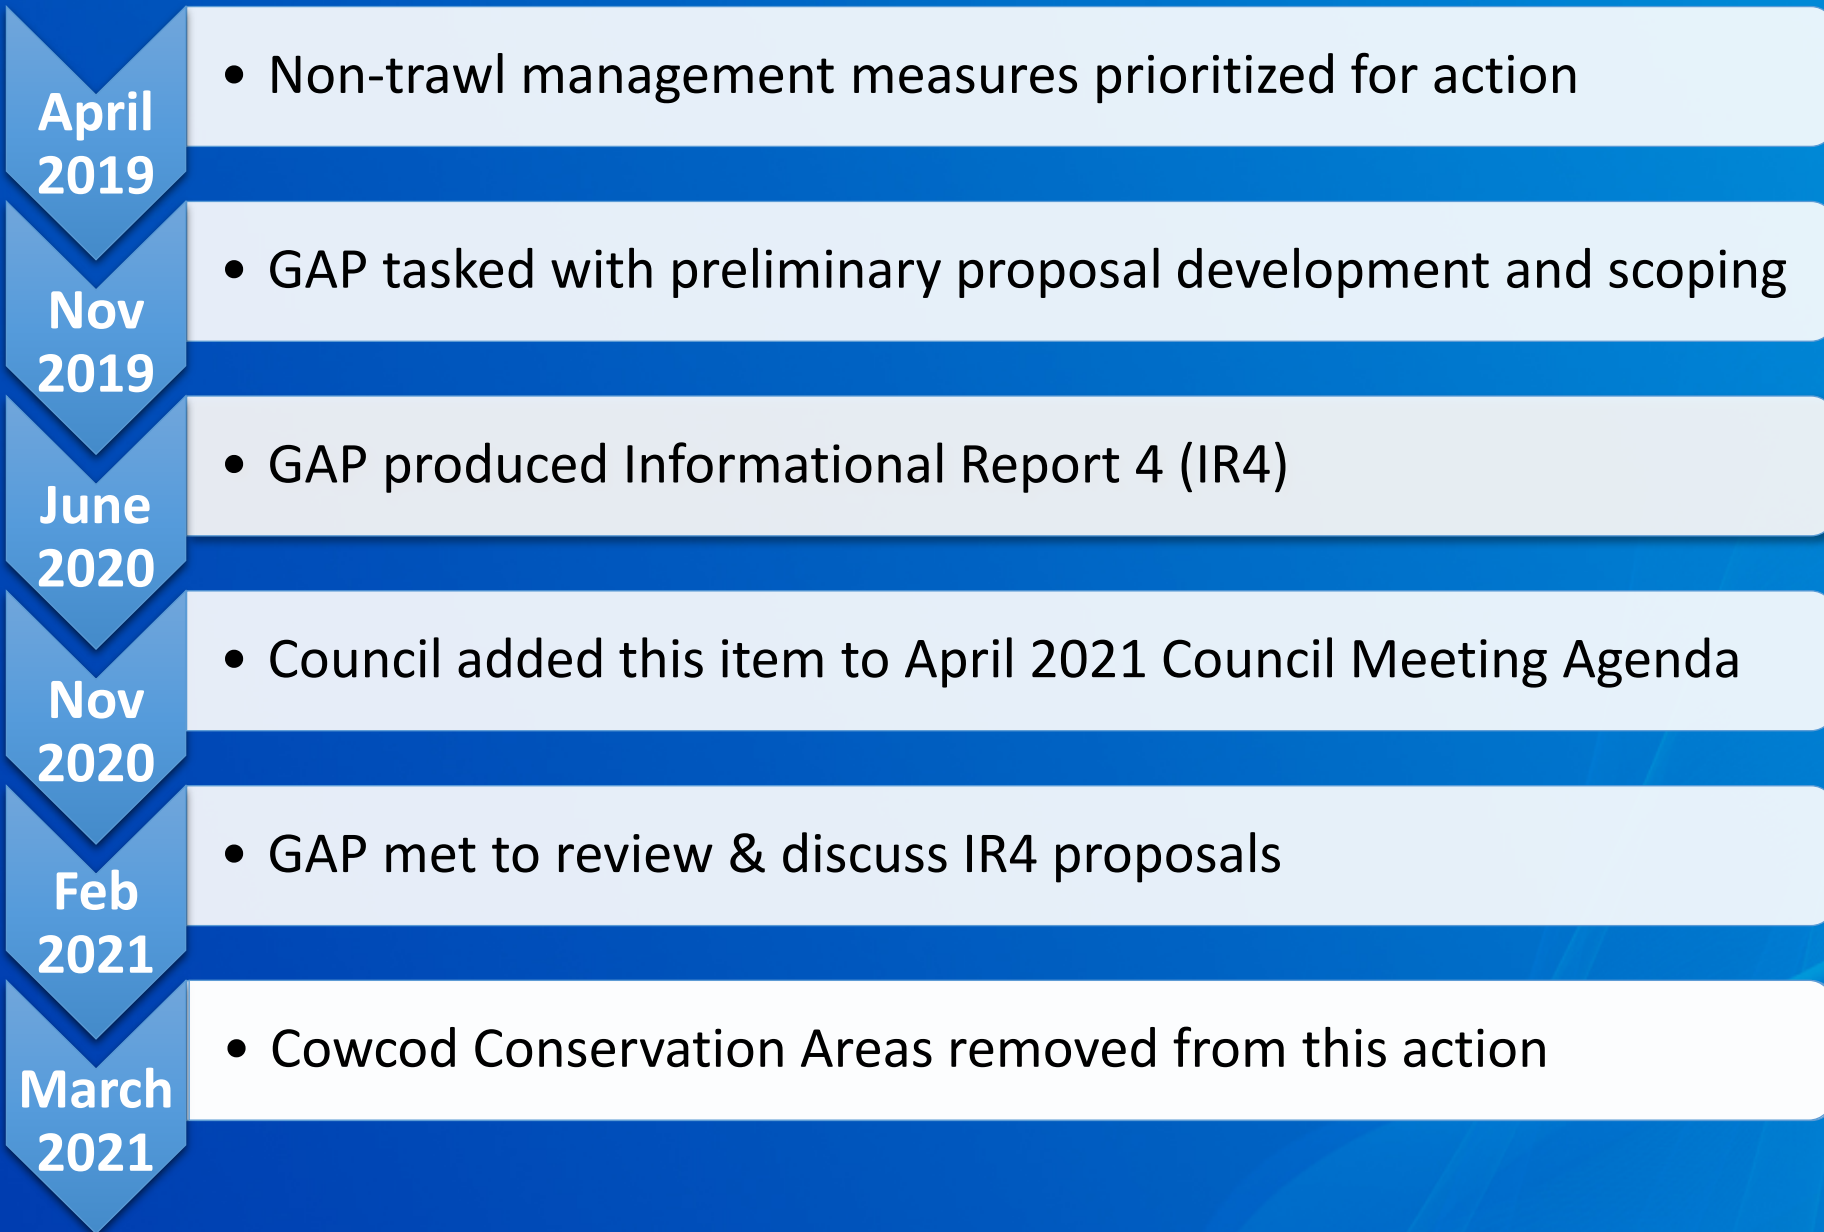 April
2019
• Non-trawl management measures prioritized for action
Nov
2019
• GAP tasked with preliminary proposal development and scoping
June
2020
• GAP produced Informational Report 4 (IR4)
Nov
2020
• Council added this item to April 2021 Council Meeting Agenda
Feb
2021
• GAP met to review & discuss IR4 proposals
March
2021
• Cowcod Conservation Areas removed from this action